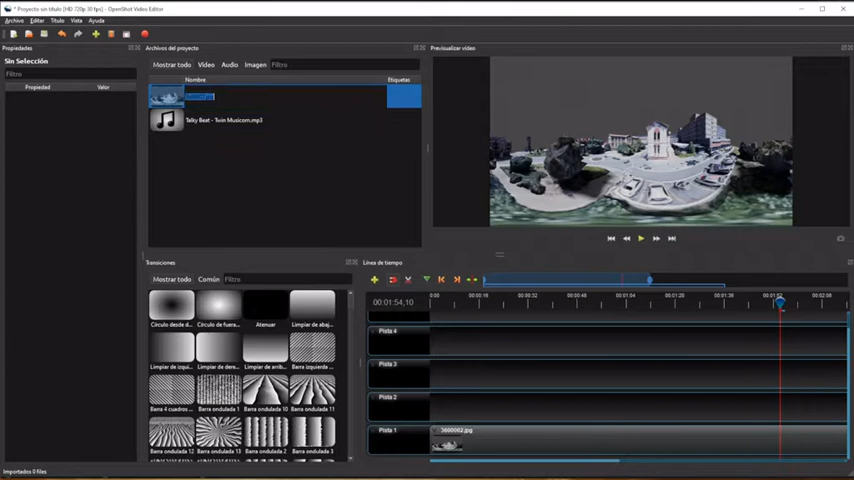 * Proyecto sin título [HD 720p 30 fps] - OpenShot Video Editor
Archivo Editar Título Vista Ayuda
Propiedades
Sin Selección
Filtro
Propiedad Valor
Archivos del proyecto
Mostrar todo Vídeo Audio Imagen Filtro
Nombre Etiquetas
Talky Beat - Twin Musicom.mp3
Previsualizar vídeo
Transiciones
Mostrar todo Común Filtro
Círculo desde d... Círculo de fuera... Atenuar Limpiar de abaj...
Limpiar de izqui... Limpiar de dere... Limpiar de arrib... Barra izquierda ...
Barra 4 cuadros ... Barra ondulada 1 Barra ondulada 10 Barra ondulada 11
Barra ondulada 12 Barra ondulada 13 Barra ondulada 2 Barra ondulada 3
Línea de tiempo
00:01:54,10
0:00 00:00:16 00:00:32 00:00:48 00:01:04 00:01:20 00:01:36 00:02:08
Pista 4
Pista 3
Pista 2
Pista 1
3600002.jpg
Importados 0 files